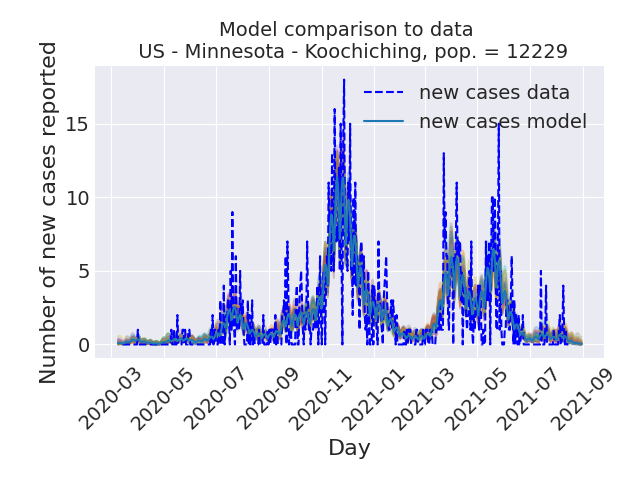 Model comparison to data
US - Minnesota - Koochiching, pop. = 12229
Number of new cases reported
15
10
5
0
new cases data
new cases model
2020-03
2020-05
2020-07
2020-09
2020-11
2021-01
2021-03
2021-05
2021-07
2021-09
Day